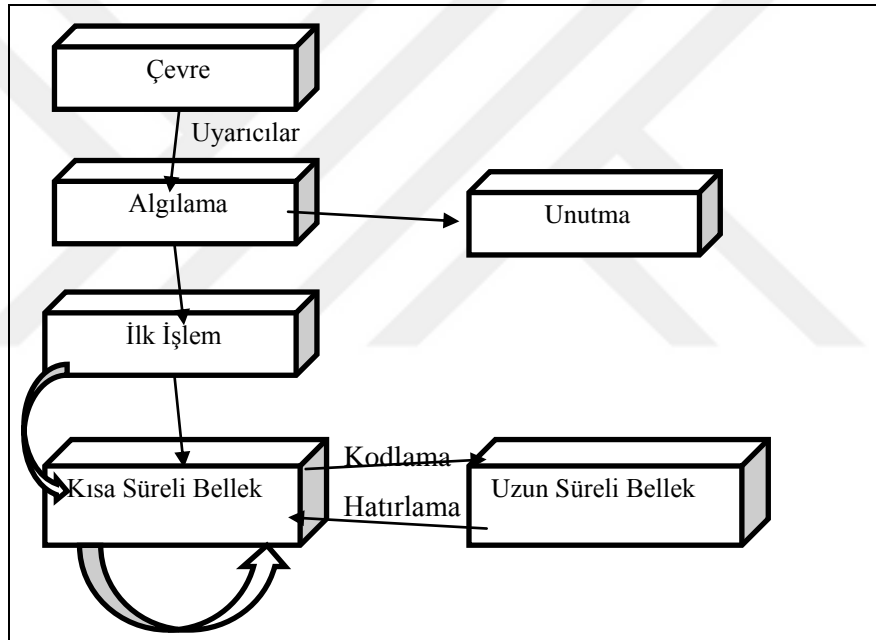 Çevre
Uyarıcılar
Algılama
Unutma
İlk İşlem
Kodlama
Kısa Süreli Bellek
Uzun Süreli Bellek
Hatırlama